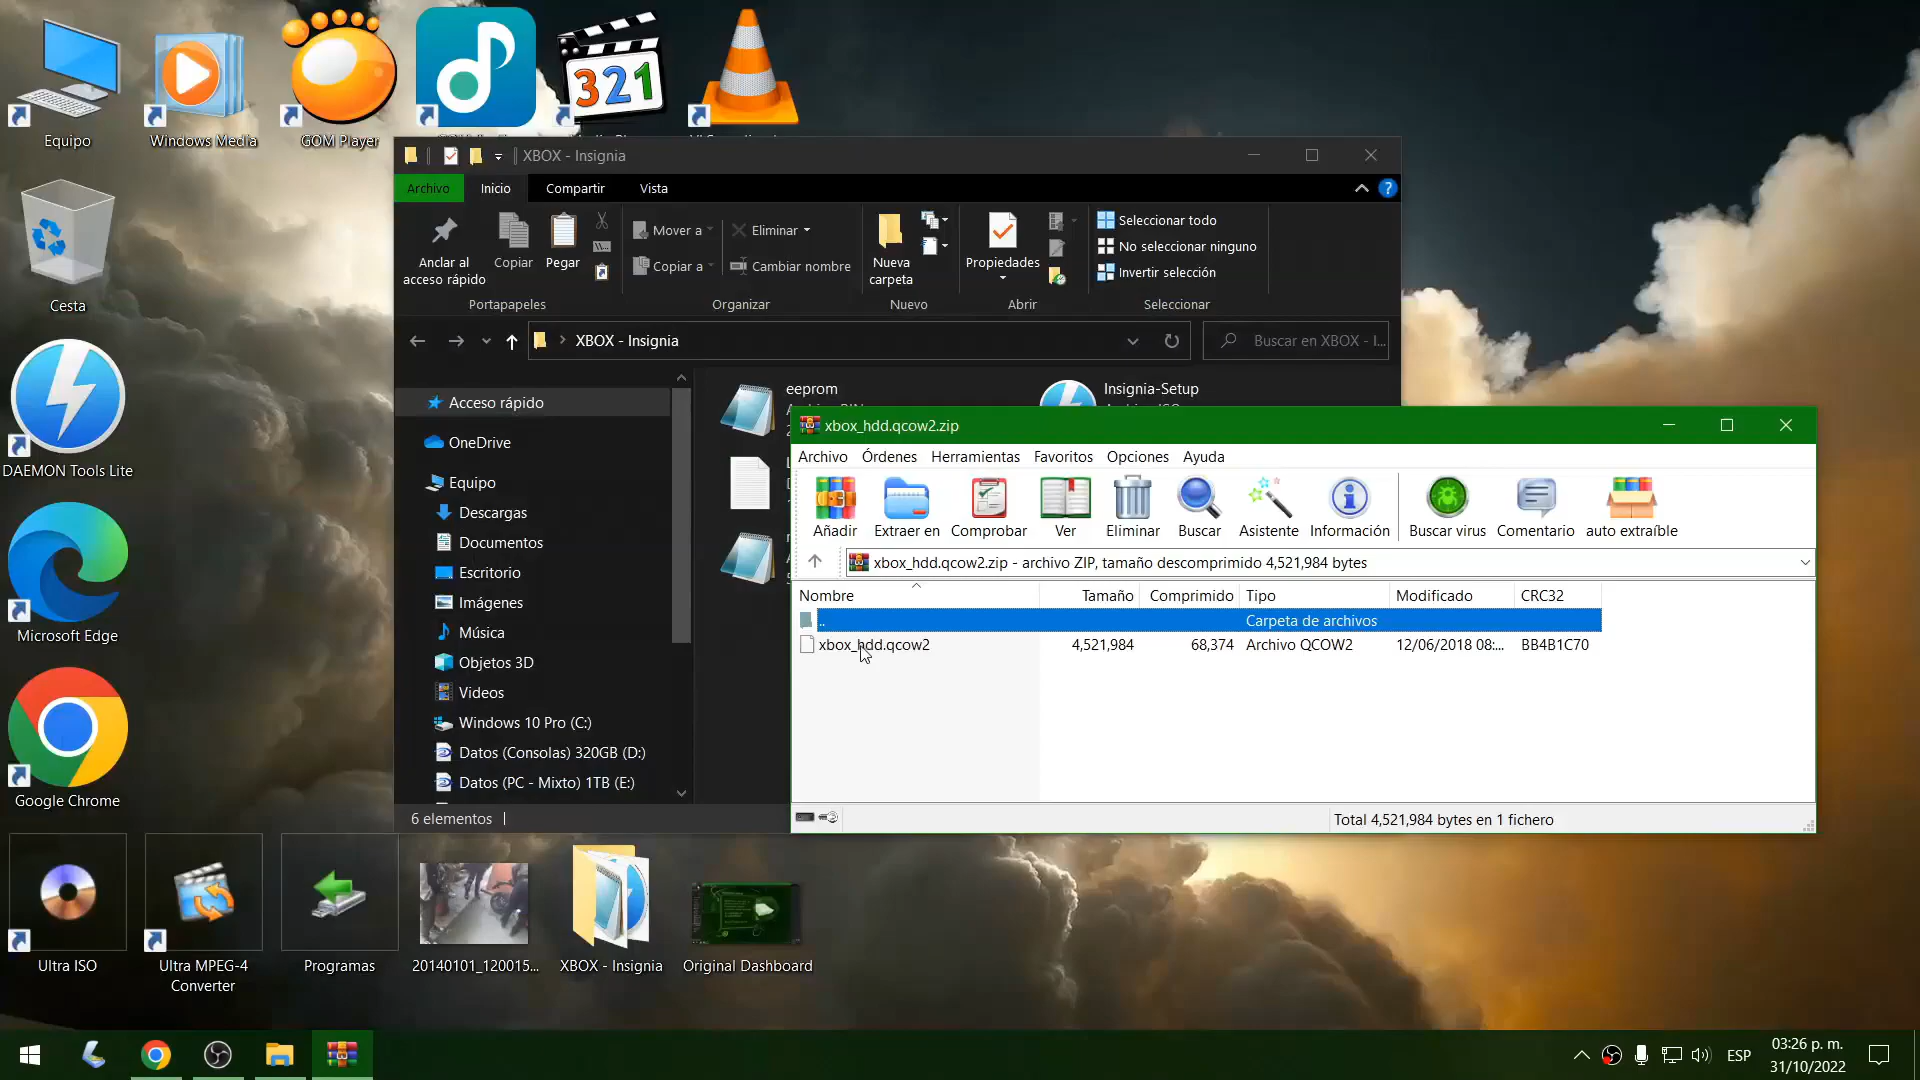 Equipo
Windows Media
GOM Player
321
Cesta
DAEMON Tools Lite
Microsoft Edge
Google Chrome
Ultra ISO
Ultra MPEG-4
Converter
Programas
20140101_120015...
XBOX - Insignia
Original Dashboard
XBOX - Insignia
Archivo
Inicio
Compartir
Vista
Anclar al
acceso rápido
Copiar
Pegar
Portapapeles
Mover a
Copiar a
Eliminar
Cambiar nombre
Organizar
Nueva
carpeta
Nuevo
Propiedades
Abrir
Seleccionar todo
No seleccionar ninguno
Invertir selección
Seleccionar
XBOX - Insignia
Buscar en XBOX - I...
Acceso rápido
OneDrive
Equipo
Descargas
Documentos
Escritorio
Imágenes
Música
Objetos 3D
Videos
Windows 10 Pro (C:)
Datos (Consolas) 320GB (D:)
Datos (PC - Mixto) 1TB (E:)
eeprom
Insignia-Setup
6 elementos
xbox_hdd.qcow2.zip
Archivo
Órdenes
Herramientas
Favoritos
Opciones
Ayuda
Añadir
Extraer en
Comprobar
Ver
Eliminar
Buscar
Asistente
Información
Buscar virus
Comentario
auto extraíble
xbox_hdd.qcow2.zip - archivo ZIP, tamaño descomprimido 4,521,984 bytes
Nombre
Tamaño
Comprimido
Tipo
Modificado
CRC32
..
Carpeta de archivos
xbox_hdd.qcow2
4,521,984
68,374
Archivo QCOW2
12/06/2018 08:...
BB4B1C70
Total 4,521,984 bytes en 1 fichero
ESP
03:26 p. m.
31/10/2022